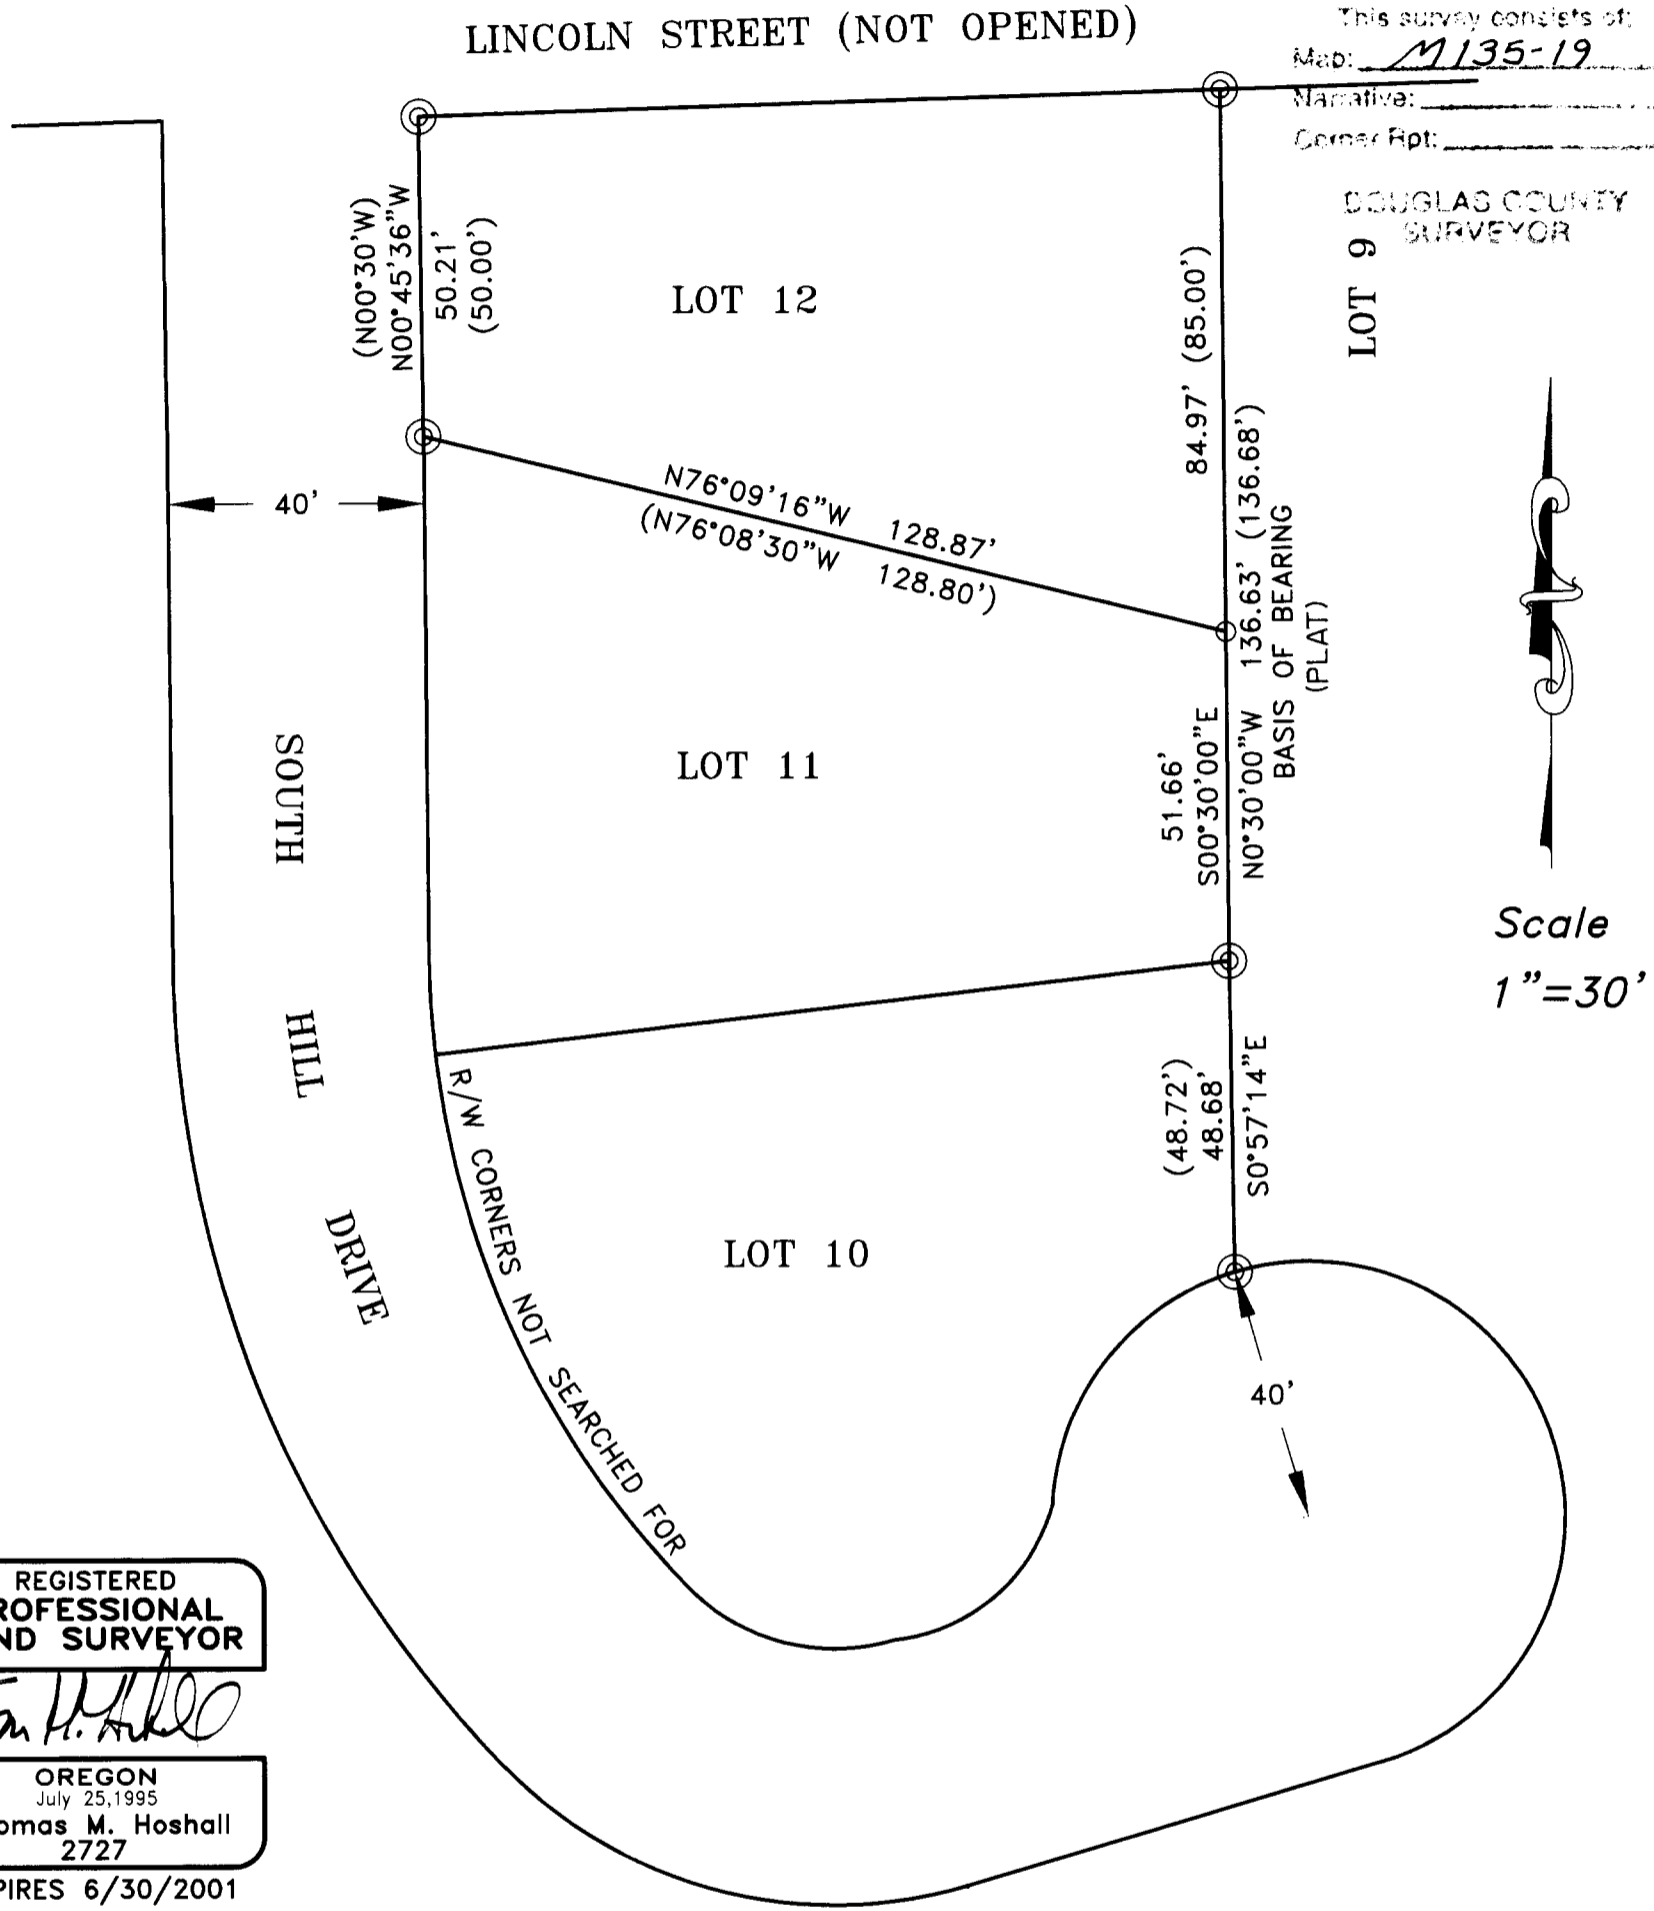 LINCOLN STREET (NOT OPENED)
This survey consists of:
Map: M135-19
Narrative:
Corner Rpt:
DOUGLAS COUNTY
SURVEYOR
LOT 9
(N00°30'W)
N00°45'36"W
50.21'
(50.00')
LOT 12
84.97' (85.00')
40'
N76°09'16"W 128.87'
(N76°08'30"W 128.80')
N0°30'00"W 136.63' (136.68')
BASIS OF BEARING
(PLAT)
51.66'
S00°30'00"E
SOUTH HILL DRIVE
LOT 11
Scale
1"=30'
(48.72')
48.68'
S0°57'14"E
R/W CORNERS NOT SEARCHED FOR
LOT 10
40'
REGISTERED
ROFESSIONAL
ND SURVEYOR
OREGON
July 25,1995
omas M. Hoshall
2727
PIRES 6/30/2001